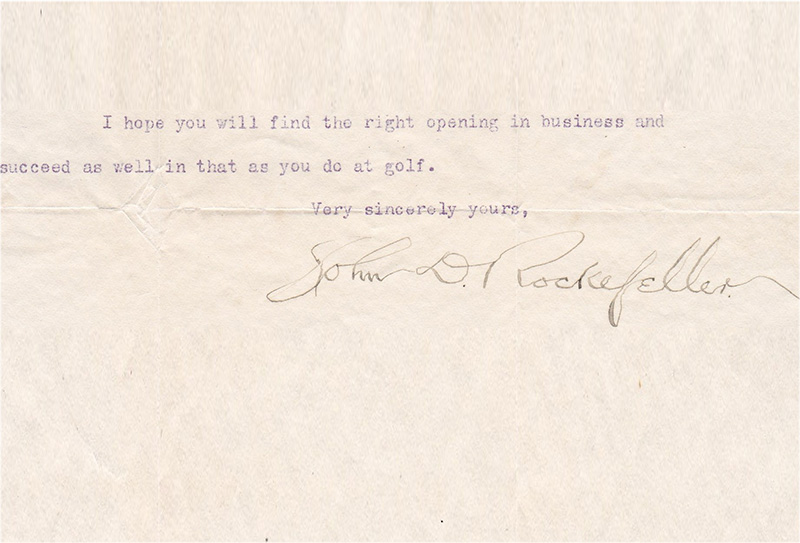 I hope you will find the right opening in business and
succeed as well in that as you do at golf.
Very sincerely yours,
John D. Rockefeller.